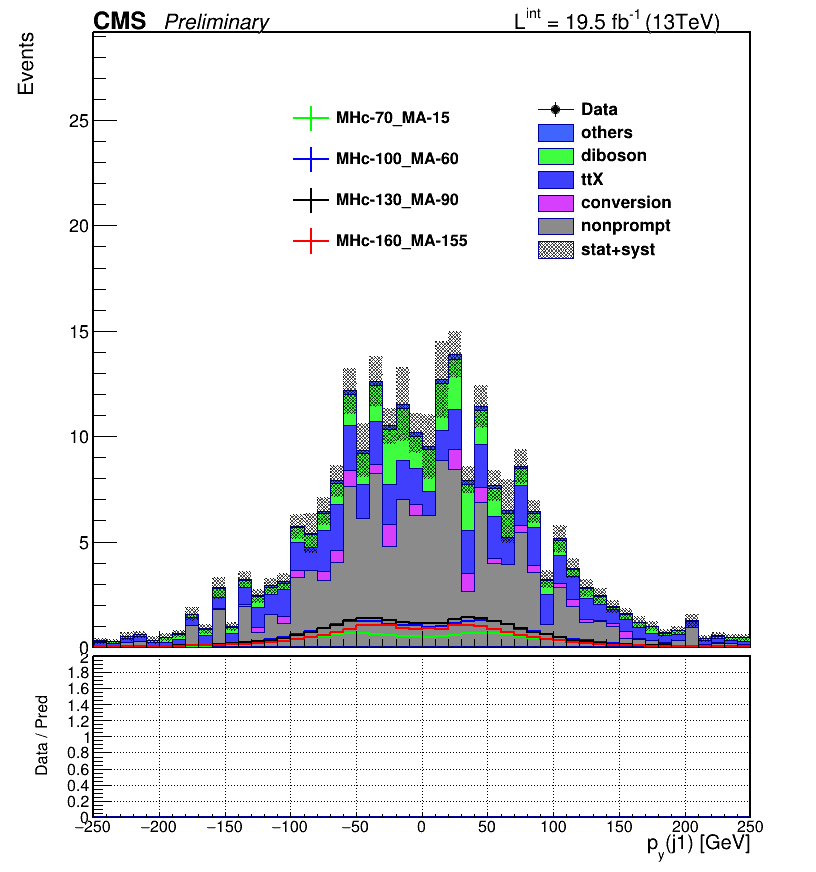 CMS Preliminary L^int = 19.5 fb^-1 (13TeV)
Events
25
20
15
10
5
0
MHc-70_MA-15
MHc-100_MA-60
MHc-130_MA-90
MHc-160_MA-155
Data
others
diboson
ttX
conversion
nonprompt
stat+syst
Data / Pred
2
1.8
1.6
1.4
1.2
1
0.8
0.6
0.4
0.2
0
−250 −200 −150 −100 −50 0 50 100 150 200 250
p_y(j1) [GeV]